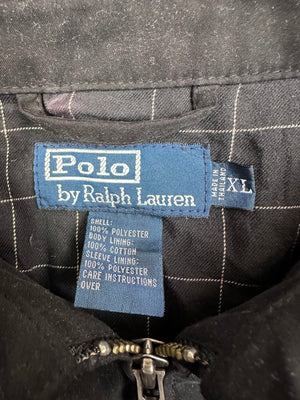 Polo
by Ralph Lauren
MADE IN
THAILAND
XL
SHELL:
100% POLYESTER
BODY LINING:
100% COTTON
SLEEVE LINING:
100% POLYESTER
CARE INSTRUCTIONS
OVER